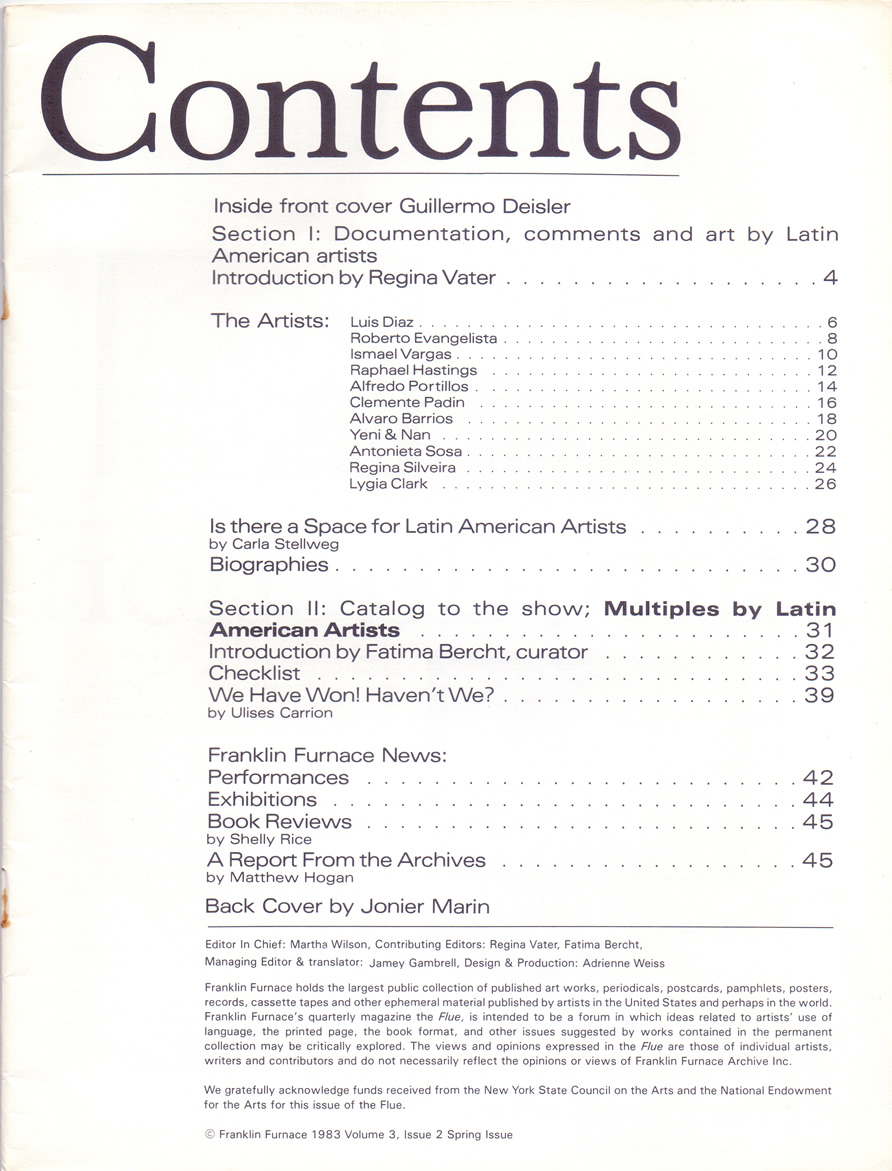 Contents
Inside front cover Guillermo Deisler
Section I: Documentation, comments and art by Latin
American artists
Introduction by Regina Vater . . . . . . . . . . . . . . . . . . . 4
The Artists: Luis Diaz . . . . . . . . . . . . . . . . . . . . . . . . . . . . . . . . . . 6
Roberto Evangelista . . . . . . . . . . . . . . . . . . . . . . . . . . . 8
Ismael Vargas . . . . . . . . . . . . . . . . . . . . . . . . . . . . . . 10
Raphael Hastings . . . . . . . . . . . . . . . . . . . . . . . . . . . 12
Alfredo Portillos . . . . . . . . . . . . . . . . . . . . . . . . . . . . 14
Clemente Padin . . . . . . . . . . . . . . . . . . . . . . . . . . . . 16
Alvaro Barrios . . . . . . . . . . . . . . . . . . . . . . . . . . . . . 18
Yeni & Nan . . . . . . . . . . . . . . . . . . . . . . . . . . . . . . . 20
Antonieta Sosa . . . . . . . . . . . . . . . . . . . . . . . . . . . . . 22
Regina Silveira . . . . . . . . . . . . . . . . . . . . . . . . . . . . . 24
Lygia Clark . . . . . . . . . . . . . . . . . . . . . . . . . . . . . . . 26
Is there a Space for Latin American Artists . . . . . . . . . . 28
by Carla Stellweg
Biographies . . . . . . . . . . . . . . . . . . . . . . . . . . . . 30
Section II: Catalog to the show; Multiples by Latin
American Artists . . . . . . . . . . . . . . . . . . . . . . . 31
Introduction by Fatima Bercht, curator . . . . . . . . . . . . 32
Checklist . . . . . . . . . . . . . . . . . . . . . . . . . . . . . 33
We Have Won! Haven't We? . . . . . . . . . . . . . . . . . . 39
by Ulises Carrion
Franklin Furnace News:
Performances . . . . . . . . . . . . . . . . . . . . . . . . . . 42
Exhibitions . . . . . . . . . . . . . . . . . . . . . . . . . . . . 44
Book Reviews . . . . . . . . . . . . . . . . . . . . . . . . . . 45
by Shelly Rice
A Report From the Archives . . . . . . . . . . . . . . . . . . 45
by Matthew Hogan
Back Cover by Jonier Marin
Editor In Chief: Martha Wilson, Contributing Editors: Regina Vater, Fatima Bercht,
Managing Editor & translator: Jamey Gambrell, Design & Production: Adrienne Weiss
Franklin Furnace holds the largest public collection of published art works, periodicals, postcards, pamphlets, posters,
records, cassette tapes and other ephemeral material published by artists in the United States and perhaps in the world.
Franklin Furnace's quarterly magazine the Flue, is intended to be a forum in which ideas related to artists' use of
language, the printed page, the book format, and other issues suggested by works contained in the permanent
collection may be critically explored. The views and opinions expressed in the Flue are those of individual artists,
writers and contributors and do not necessarily reflect the opinions or views of Franklin Furnace Archive Inc.
We gratefully acknowledge funds received from the New York State Council on the Arts and the National Endowment
for the Arts for this issue of the Flue.
© Franklin Furnace 1983 Volume 3, Issue 2 Spring Issue